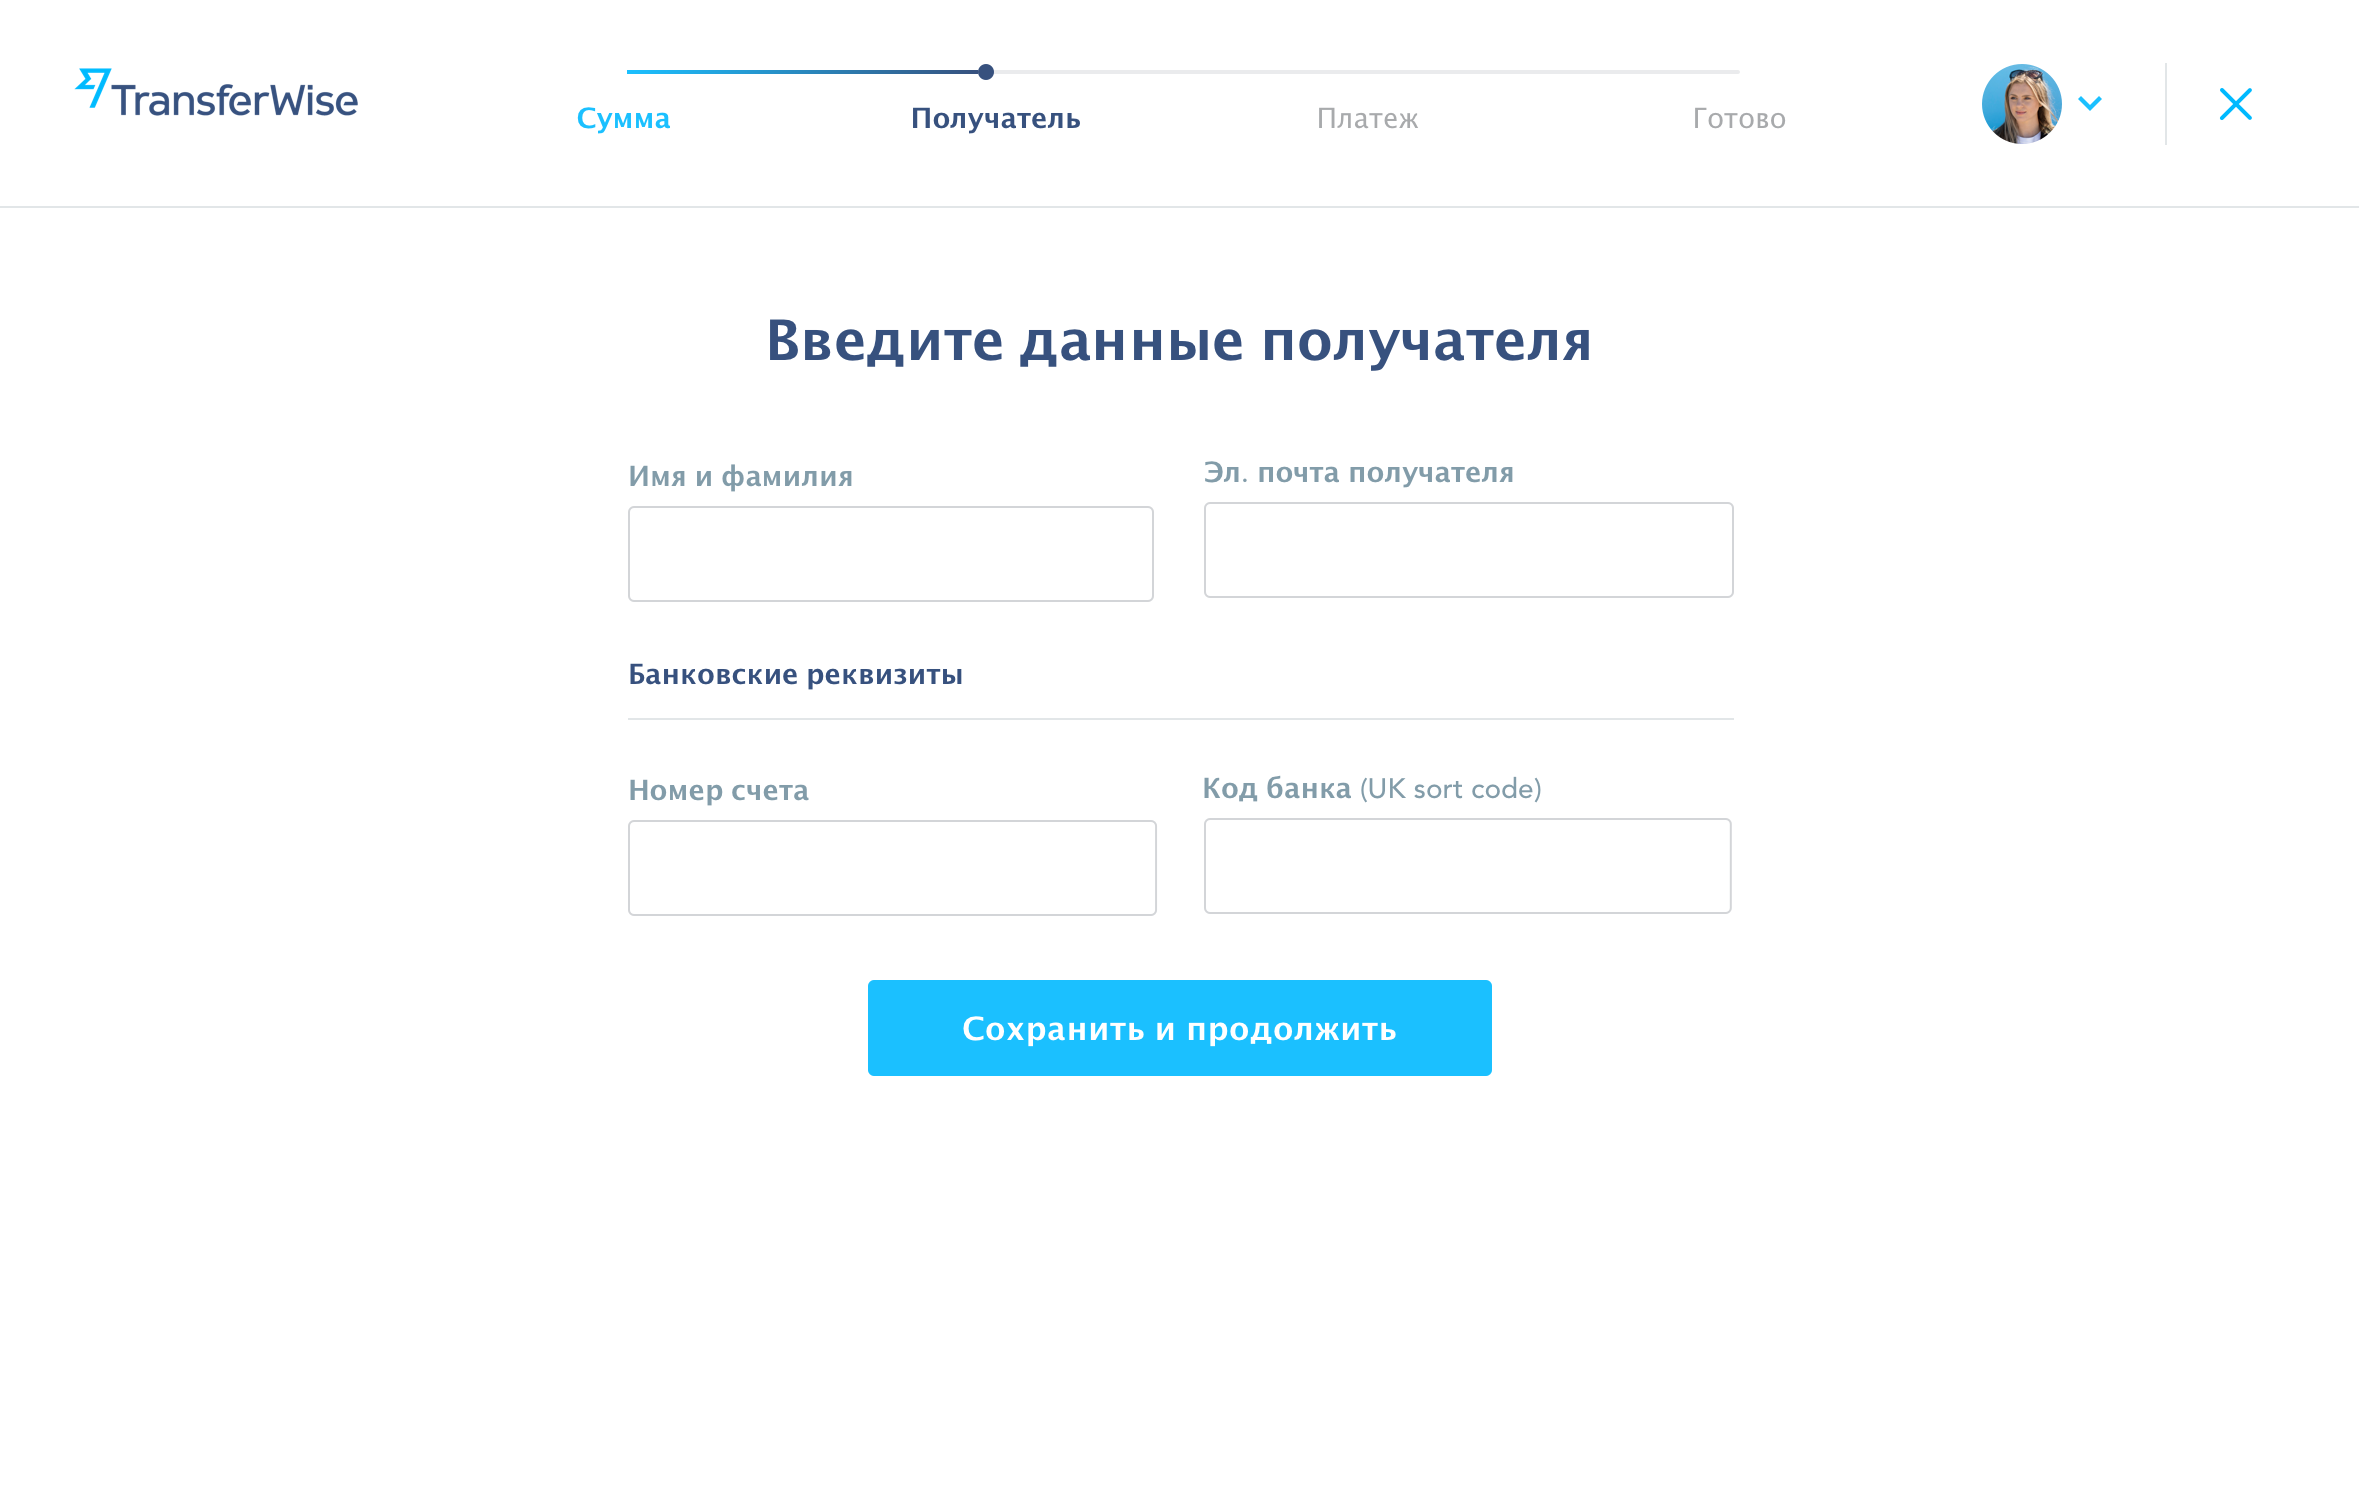 TransferWise
Сумма
Получатель
Платеж
Готово
Введите данные получателя
Имя и фамилия
Эл. почта получателя
Банковские реквизиты
Номер счета
Код банка (UK sort code)
Сохранить и продолжить